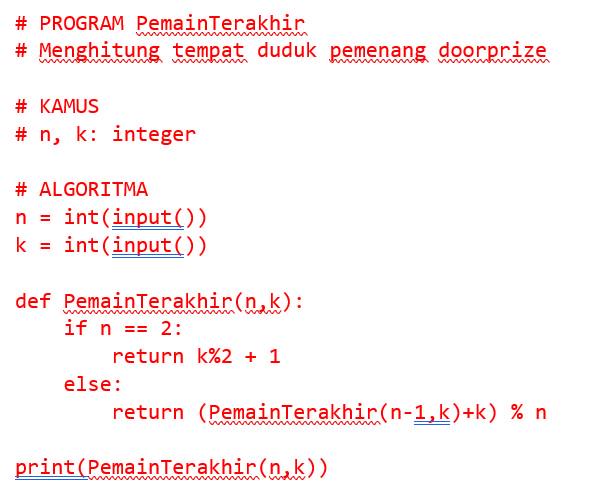 # PROGRAM PemainTerakhir
# Menghitung tempat duduk pemenang doorprize
# KAMUS
# n, k: integer
# ALGORITMA
n = int(input())
k = int(input())
def PemainTerakhir(n,k):
    if n == 2:
        return k%2 + 1
    else:
        return (PemainTerakhir(n-1,k)+k) % n
print(PemainTerakhir(n,k))